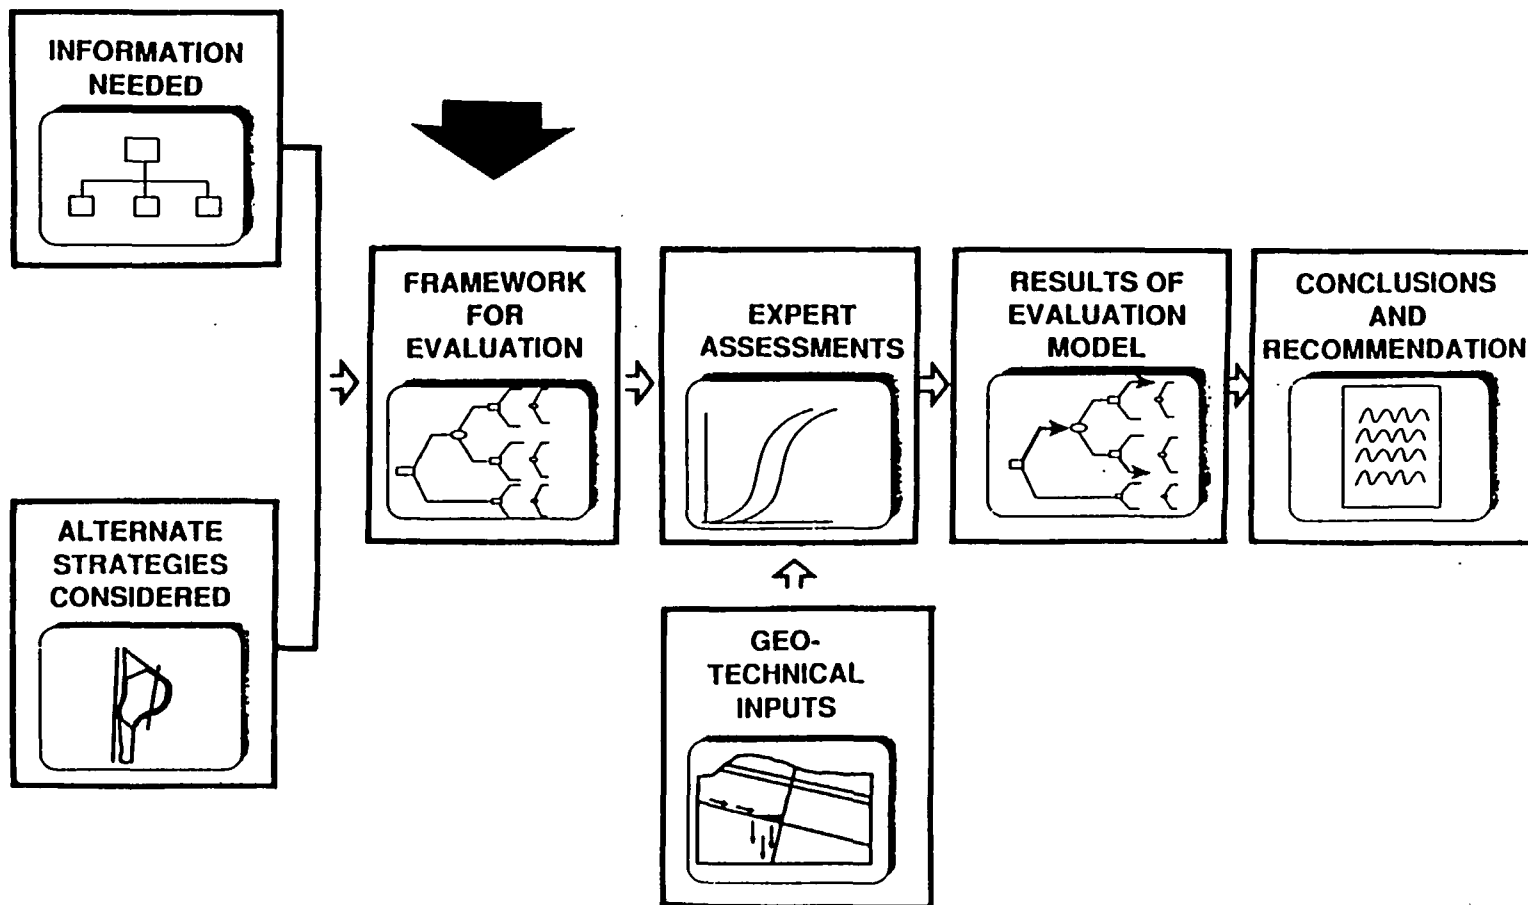 INFORMATION
NEEDED
ALTERNATE
STRATEGIES
CONSIDERED
FRAMEWORK
FOR
EVALUATION
EXPERT
ASSESSMENTS
GEO-
TECHNICAL
INPUTS
RESULTS OF
EVALUATION
MODEL
CONCLUSIONS
AND
RECOMMENDATION